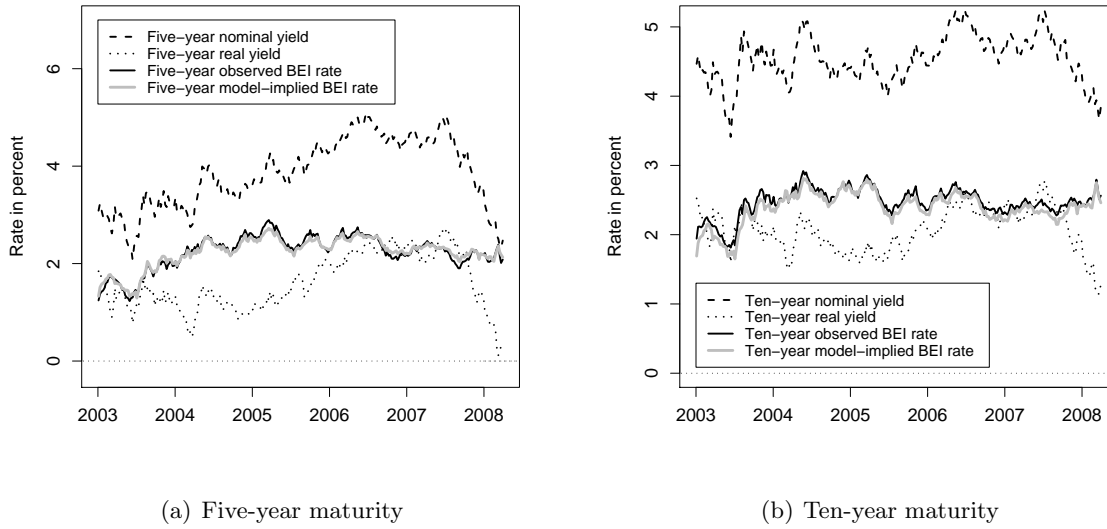 Five−year nominal yield
Five−year real yield
Five−year observed BEI rate
Five−year model−implied BEI rate
Rate in percent
6
4
2
0
2003 2004 2005 2006 2007 2008
(a) Five-year maturity
Ten−year nominal yield
Ten−year real yield
Ten−year observed BEI rate
Ten−year model−implied BEI rate
Rate in percent
5
4
3
2
1
0
2003 2004 2005 2006 2007 2008
(b) Ten-year maturity